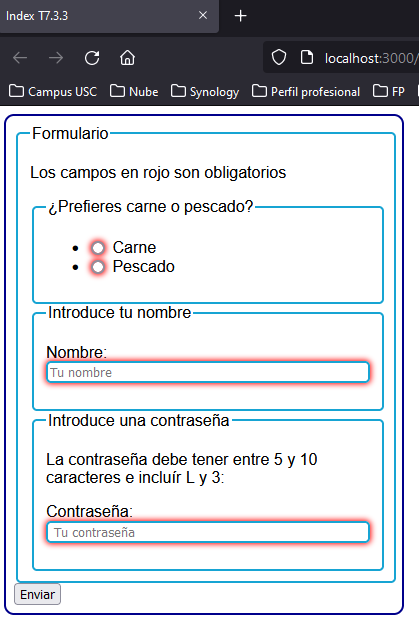 Index T7.3.3
localhost:3000/
Campus USC Nube Synology Perfil profesional FP
Formulario
Los campos en rojo son obligatorios
¿Prefieres carne o pescado?
Carne
Pescado
Introduce tu nombre
Nombre:
Tu nombre
Introduce una contraseña
La contraseña debe tener entre 5 y 10
caracteres e incluír L y 3:
Contraseña:
Tu contraseña
Enviar